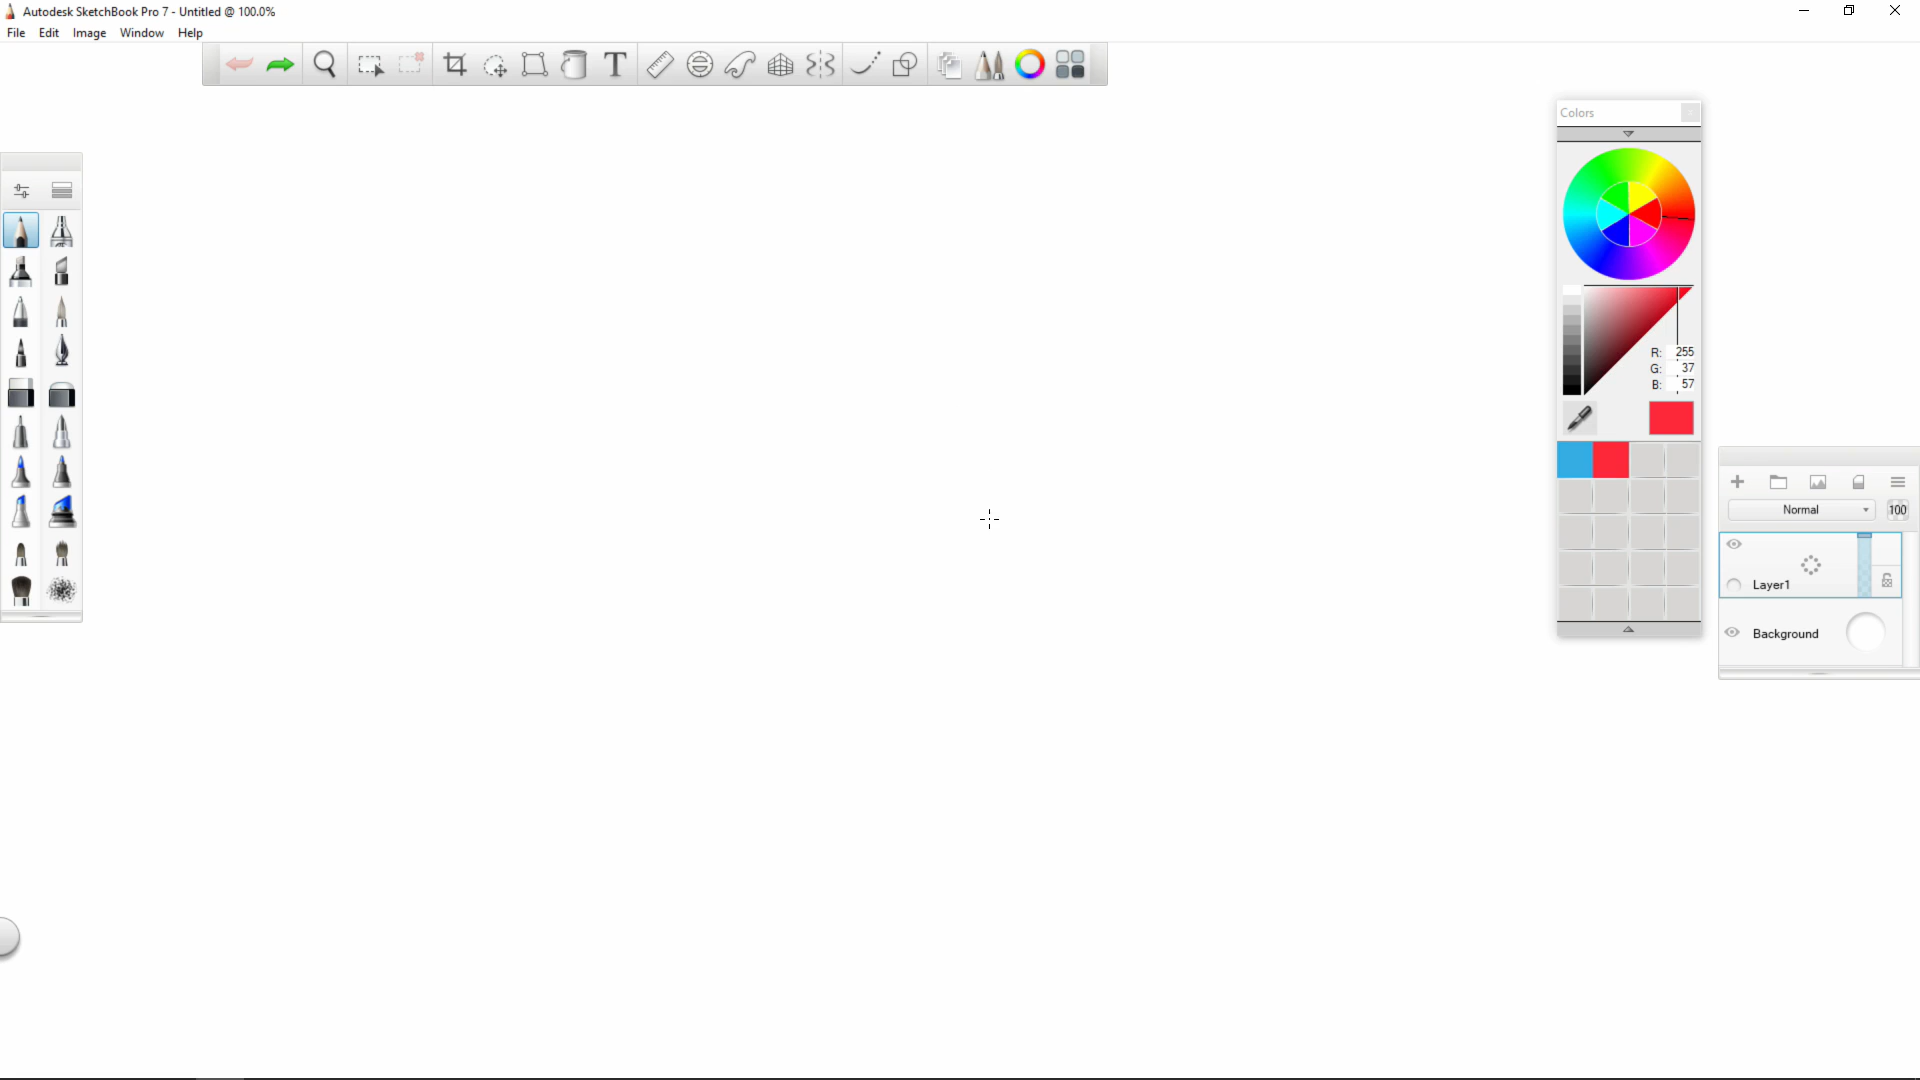 Autodesk SketchBook Pro 7 - Untitled @ 100.0%
File Edit Image Window Help
T
Colors
R: 255
G: 37
B: 57
Normal 100
Layer1
Background